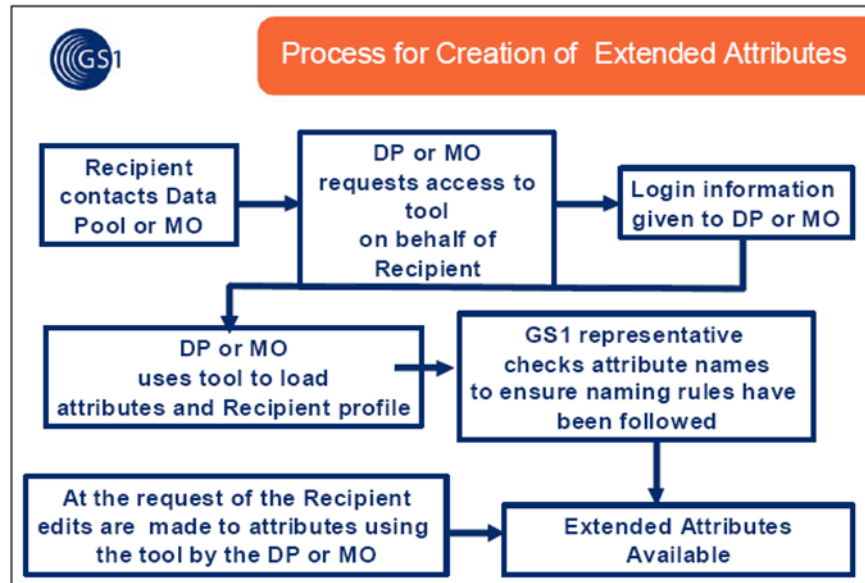 GS1
Process for Creation of Extended Attributes
Recipient
contacts Data
Pool or MO
DP or MO
requests access to
tool
on behalf of
Recipient
Login information
given to DP or MO
DP or MO
uses tool to load
attributes and Recipient profile
GS1 representative
checks attribute names
to ensure naming rules have
been followed
At the request of the Recipient
edits are made to attributes using
the tool by the DP or MO
Extended Attributes
Available